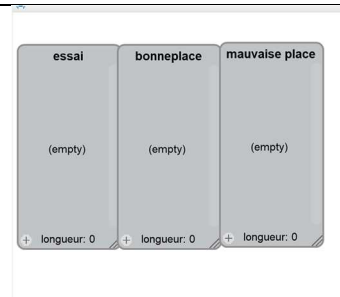 essai
bonneplace
mauvaise place
(empty)
(empty)
(empty)
+ longueur: 0
+ longueur: 0
+ longueur: 0